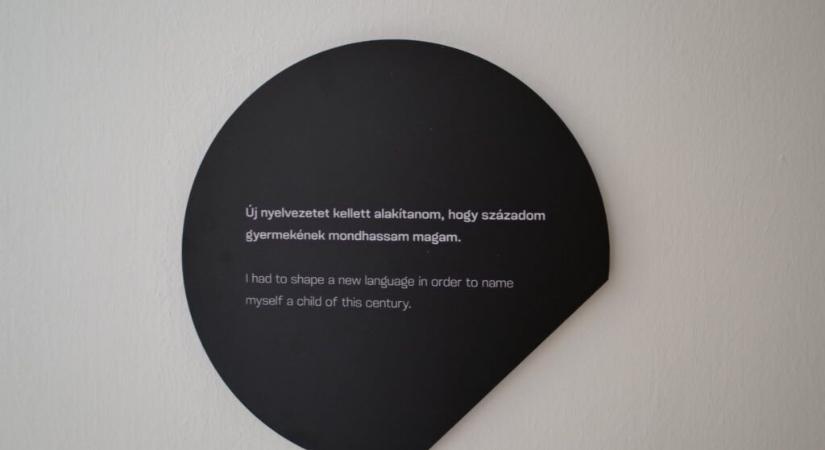 Új nyelvezetet kellett alakítanom, hogy századom
gyermekének mondhassam magam.
I had to shape a new language in order to name
myself a child of this century.